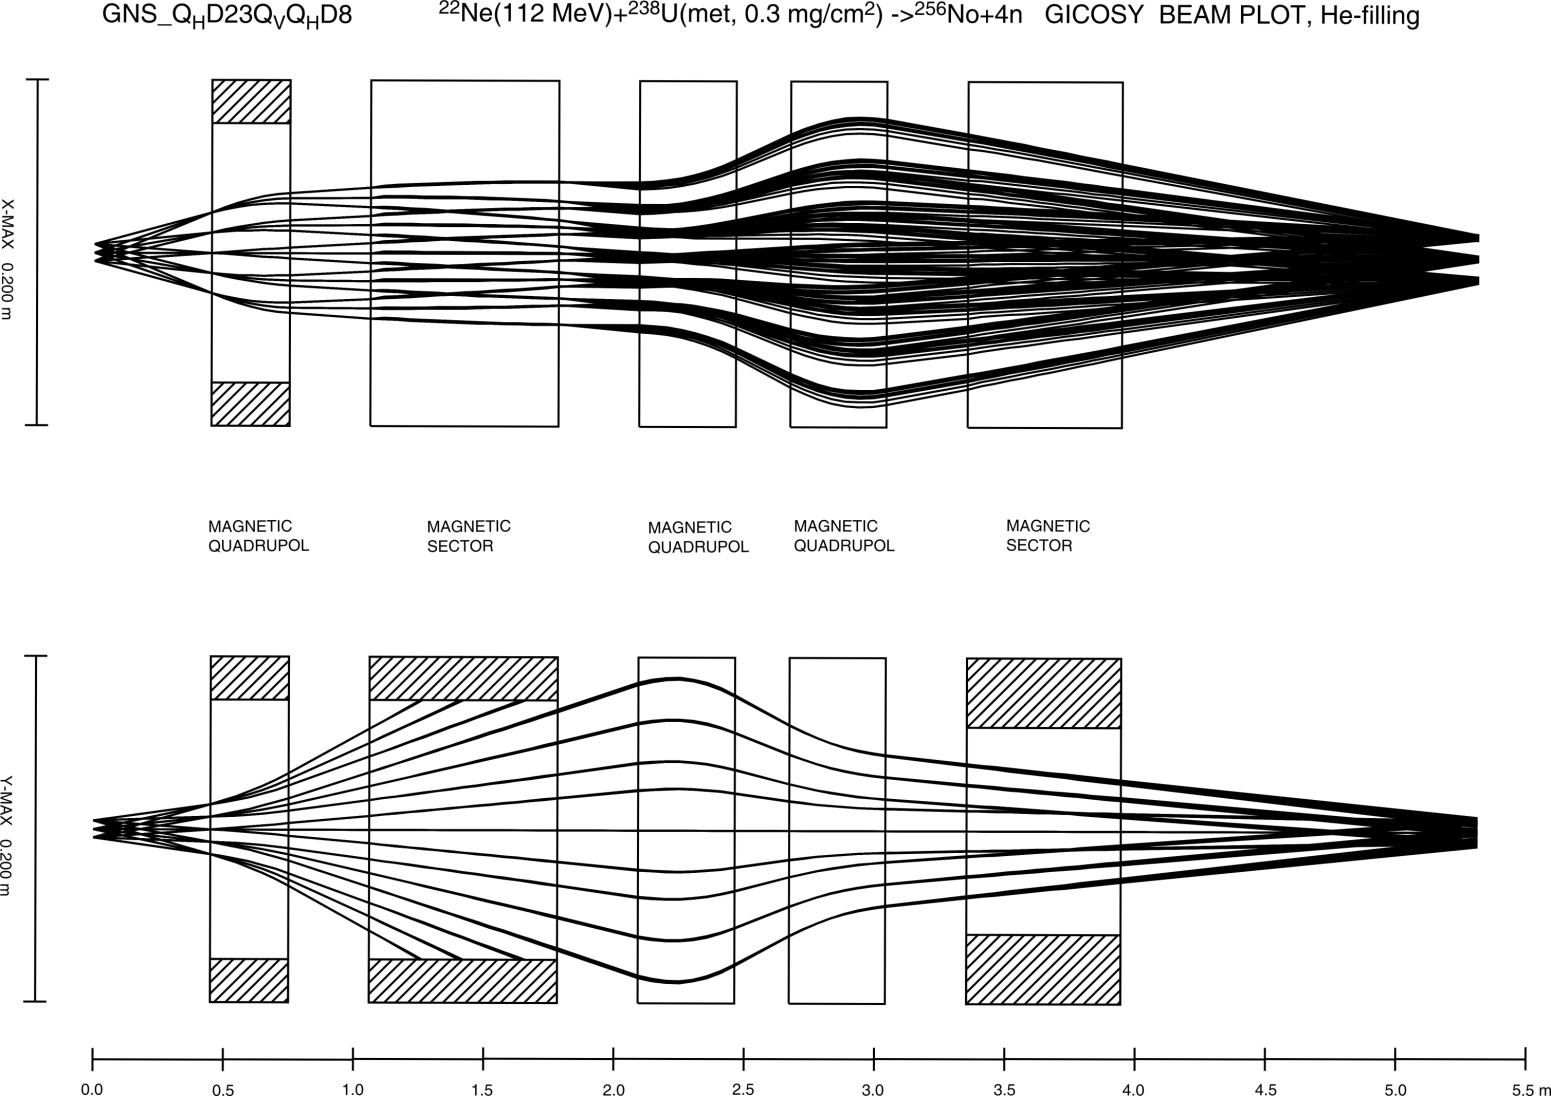 GNS_QHD23QVQHD8 22Ne(112 MeV)+238U(met, 0.3 mg/cm2) ->256No+4n GICOSY BEAM PLOT, He-filling
X-MAX 0.200 m
MAGNETIC QUADRUPOL
MAGNETIC SECTOR
MAGNETIC QUADRUPOL
MAGNETIC QUADRUPOL
MAGNETIC SECTOR
Y-MAX 0.200 m
0.0 0.5 1.0 1.5 2.0 2.5 3.0 3.5 4.0 4.5 5.0 5.5 m